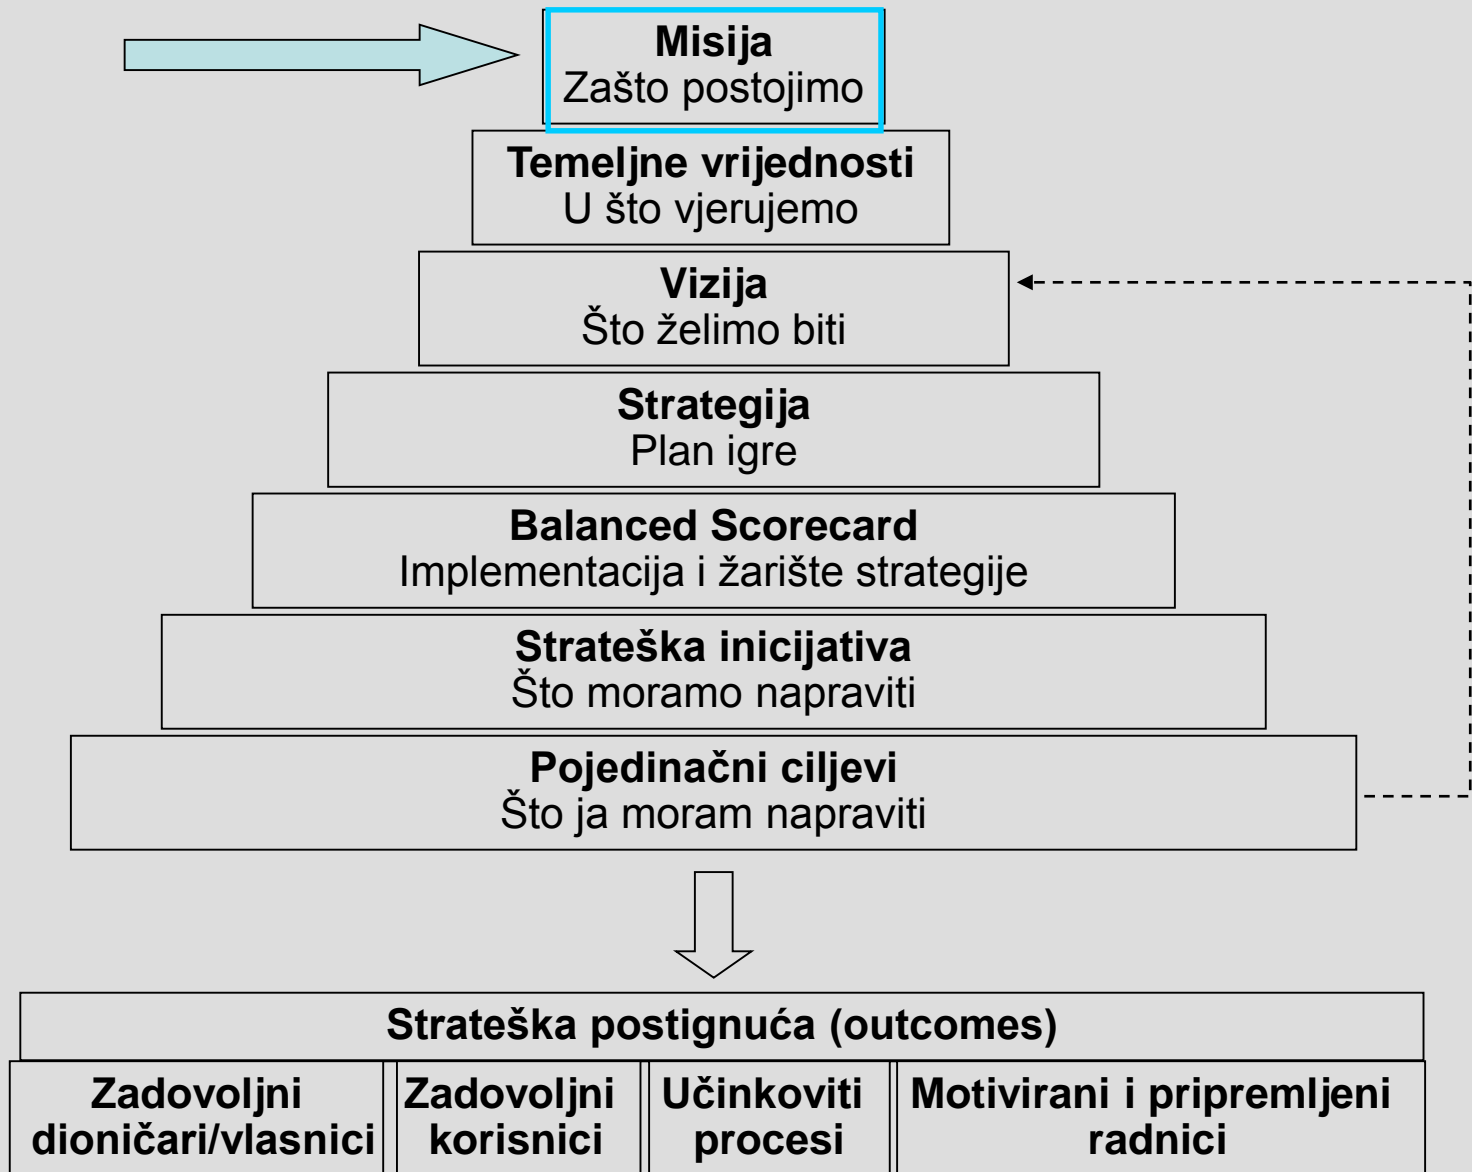 Misija
Zašto postojimo
Temeljne vrijednosti
U što vjerujemo
Vizija
Što želimo biti
Strategija
Plan igre
Balanced Scorecard
Implementacija i žarište strategije
Strateška inicijativa
Što moramo napraviti
Pojedinačni ciljevi
Što ja moram napraviti
Strateška postignuća (outcomes)
Zadovoljni
dioničari/vlasnici
Zadovoljni
korisnici
Učinkoviti
procesi
Motivirani i pripremljeni
radnici